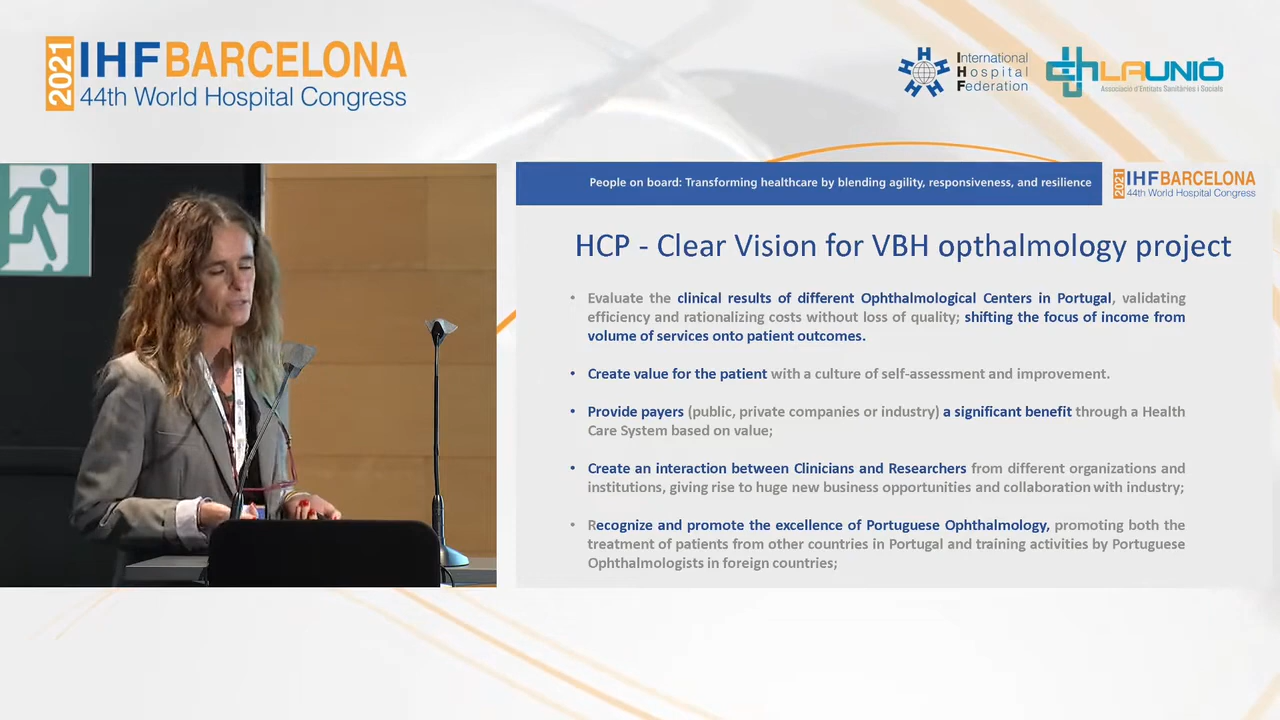 2021 IHFBARCELONA
44th World Hospital Congress
International
Hospital
Federation
LAUNIÓ
Associació d'Entitats Sanitàries i Socials
People on board: Transforming healthcare by blending agility, responsiveness, and resilience
2021 IHFBARCELONA
44th World Hospital Congress
HCP - Clear Vision for VBH opthalmology project
• Evaluate the clinical results of different Ophthalmological Centers in Portugal, validating
efficiency and rationalizing costs without loss of quality; shifting the focus of income from
volume of services onto patient outcomes.
• Create value for the patient with a culture of self-assessment and improvement.
• Provide payers (public, private companies or industry) a significant benefit through a Health
Care System based on value;
• Create an interaction between Clinicians and Researchers from different organizations and
institutions, giving rise to huge new business opportunities and collaboration with industry;
• Recognize and promote the excellence of Portuguese Ophthalmology, promoting both the
treatment of patients from other countries in Portugal and training activities by Portuguese
Ophthalmologists in foreign countries;